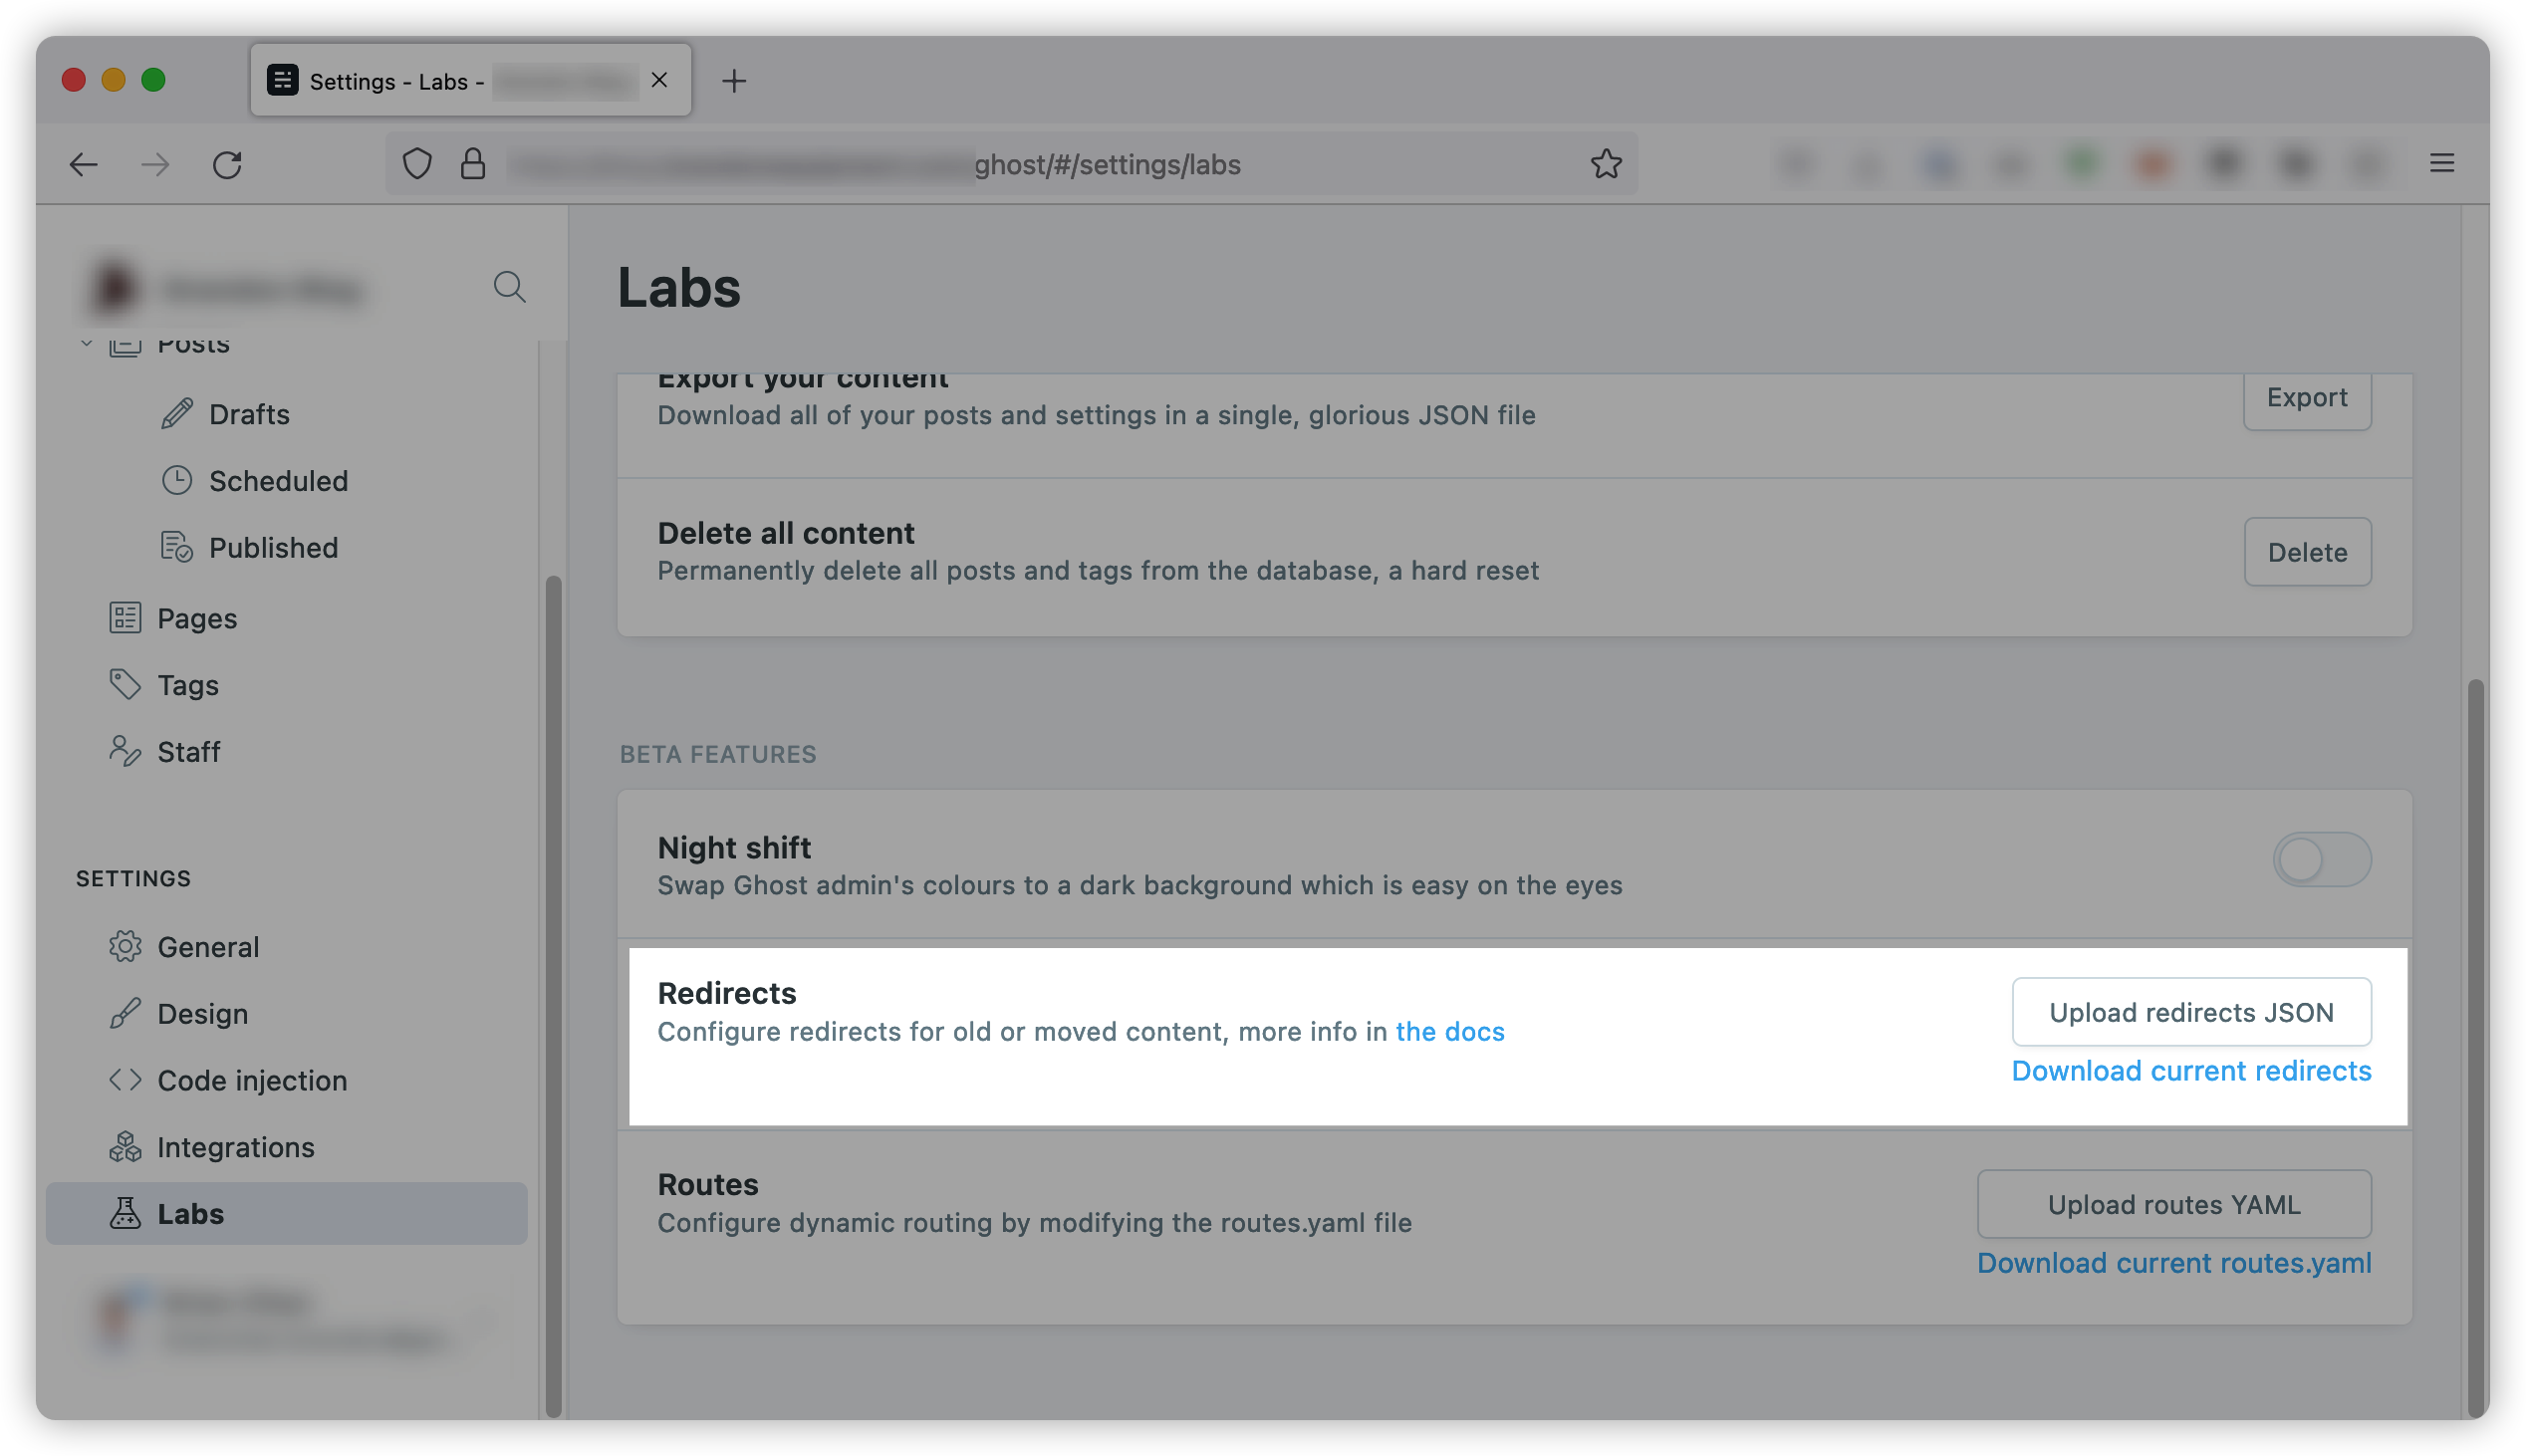 Settings - Labs -
ghost/#/settings/labs
Posts
Drafts
Scheduled
Published
Pages
Tags
Staff
SETTINGS
General
Design
Code injection
Integrations
Labs
Labs
Export your content
Download all of your posts and settings in a single, glorious JSON file
Export
Delete all content
Permanently delete all posts and tags from the database, a hard reset
Delete
BETA FEATURES
Night shift
Swap Ghost admin's colours to a dark background which is easy on the eyes
Redirects
Configure redirects for old or moved content, more info in the docs
Upload redirects JSON
Download current redirects
Routes
Configure dynamic routing by modifying the routes.yaml file
Upload routes YAML
Download current routes.yaml